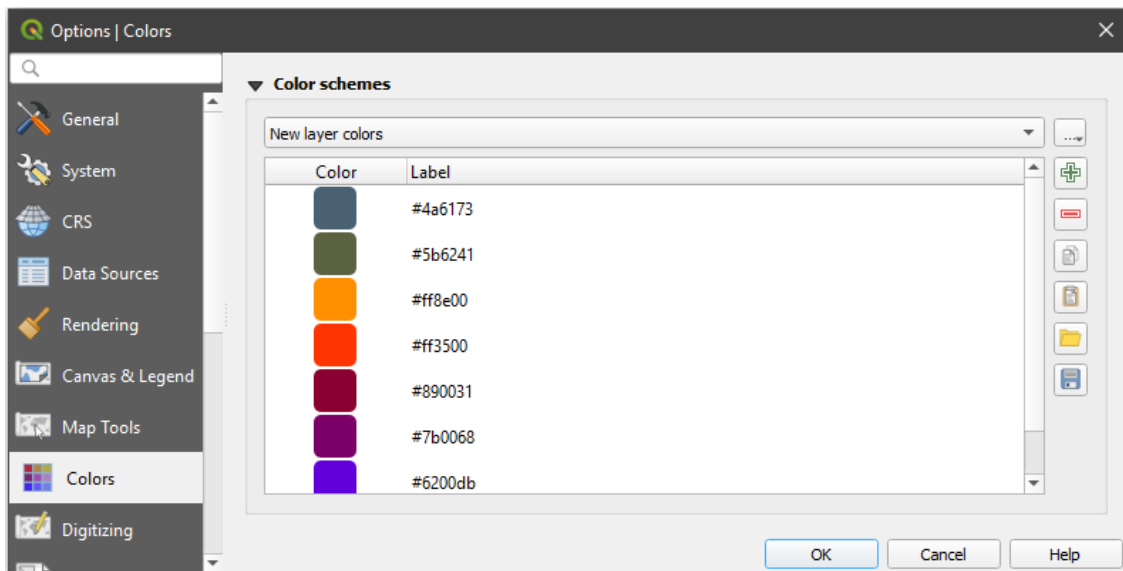 Options | Colors
General
System
CRS
Data Sources
Rendering
Canvas & Legend
Map Tools
Colors
Digitizing
Color schemes
New layer colors
...
Color Label
#4a6173
#5b6241
#ff8e00
#ff3500
#890031
#7b0068
#6200db
OK Cancel Help